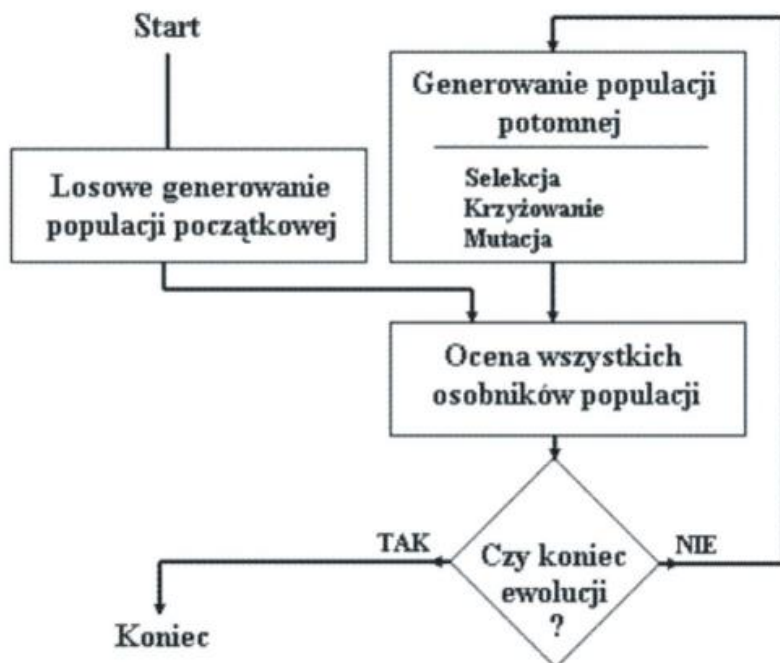 Start
Losowe generowanie
populacji początkowej
Generowanie populacji
potomnej
Selekcja
Krzyżowanie
Mutacja
Ocena wszystkich
osobników populacji
TAK
NIE
Czy koniec
ewolucji
?
Koniec